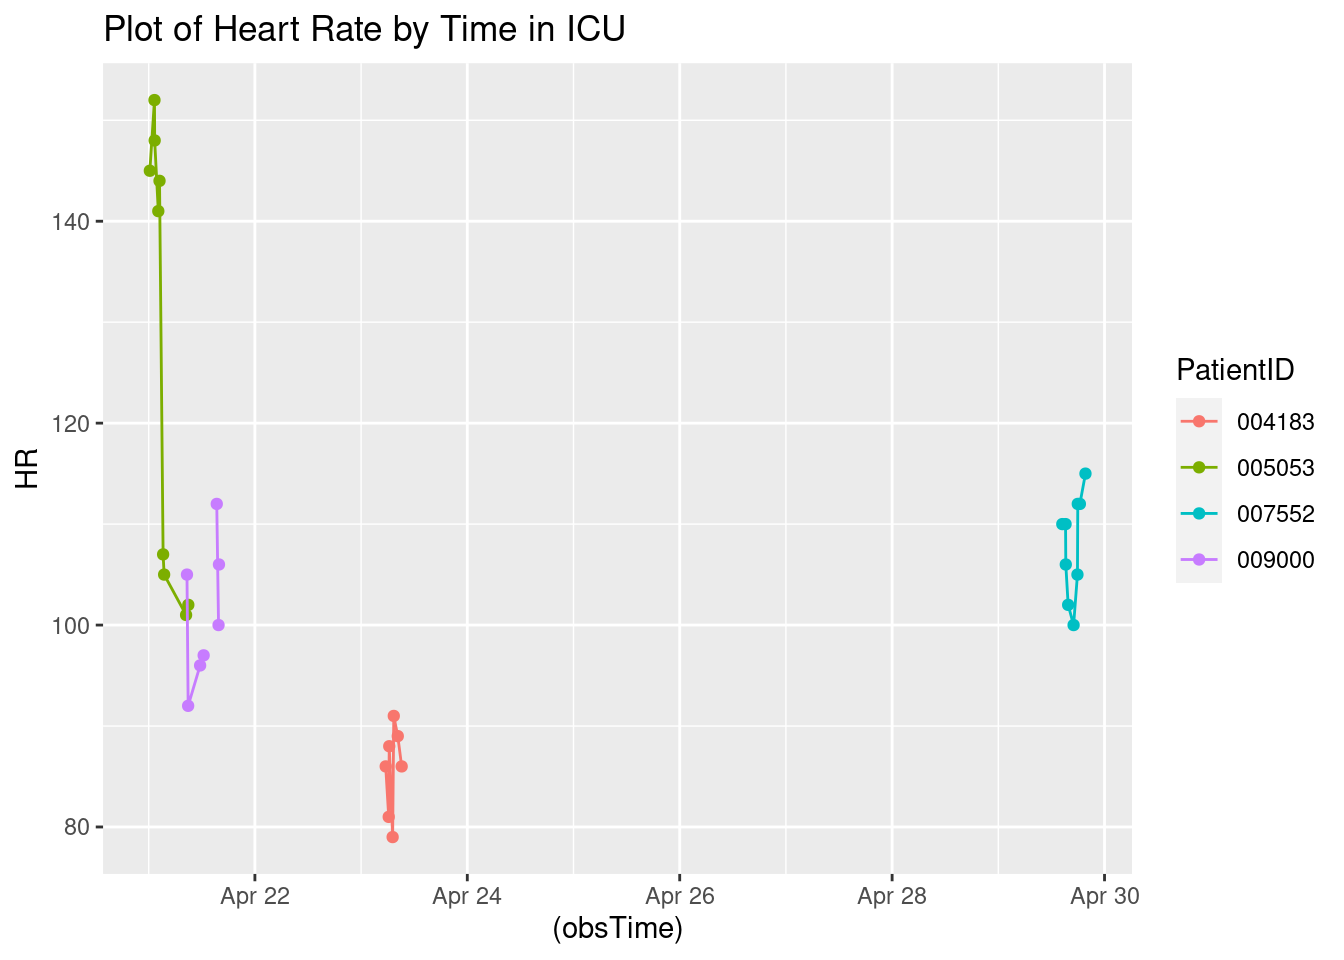 Plot of Heart Rate by Time in ICU
HR
140
120
100
80
Apr 22
Apr 24
Apr 26
Apr 28
Apr 30
(obsTime)
PatientID
004183
005053
007552
009000